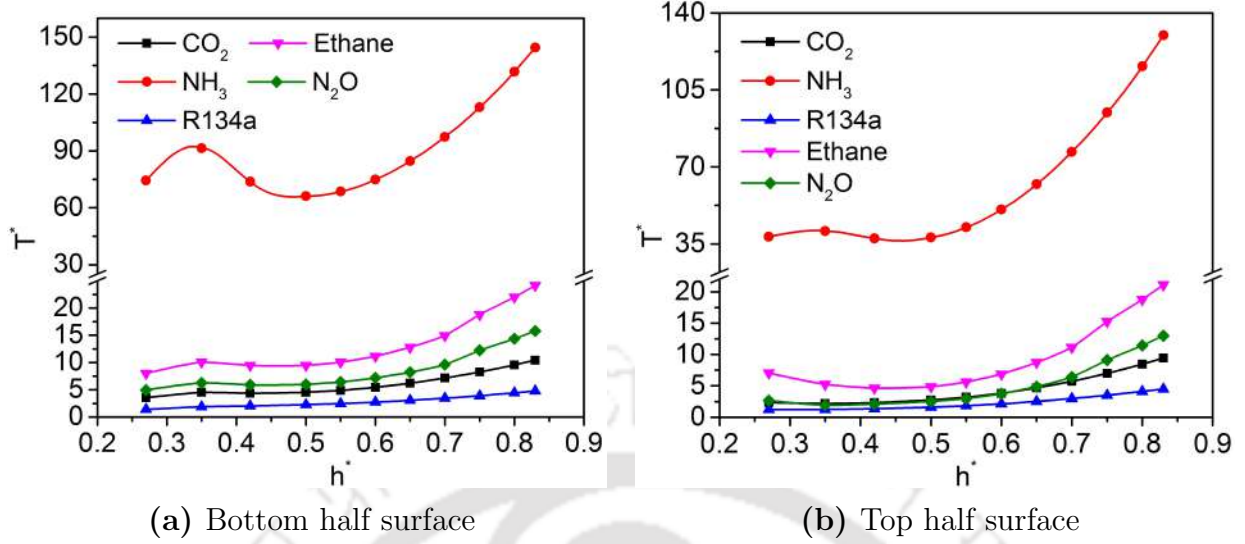 150
120
90
60
30
20
15
10
5
0
T*
CO₂
NH₃
R134a
Ethane
N₂O
0.2 0.3 0.4 0.5 0.6 0.7 0.8 0.9
h*
(a) Bottom half surface
140
105
70
35
20
15
10
5
0
T*
CO₂
NH₃
R134a
Ethane
N₂O
0.2 0.3 0.4 0.5 0.6 0.7 0.8 0.9
h*
(b) Top half surface